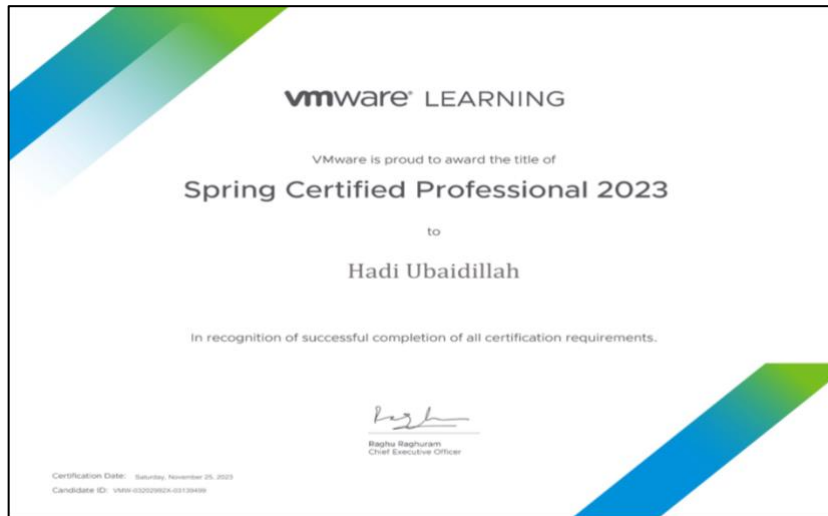 vmware® LEARNING
VMware is proud to award the title of
Spring Certified Professional 2023
to
Hadi Ubaidillah
In recognition of successful completion of all certification requirements.
Raghu Raghuram
Chief Executive Officer
Certification Date: Saturday, November 25, 2023
Candidate ID: